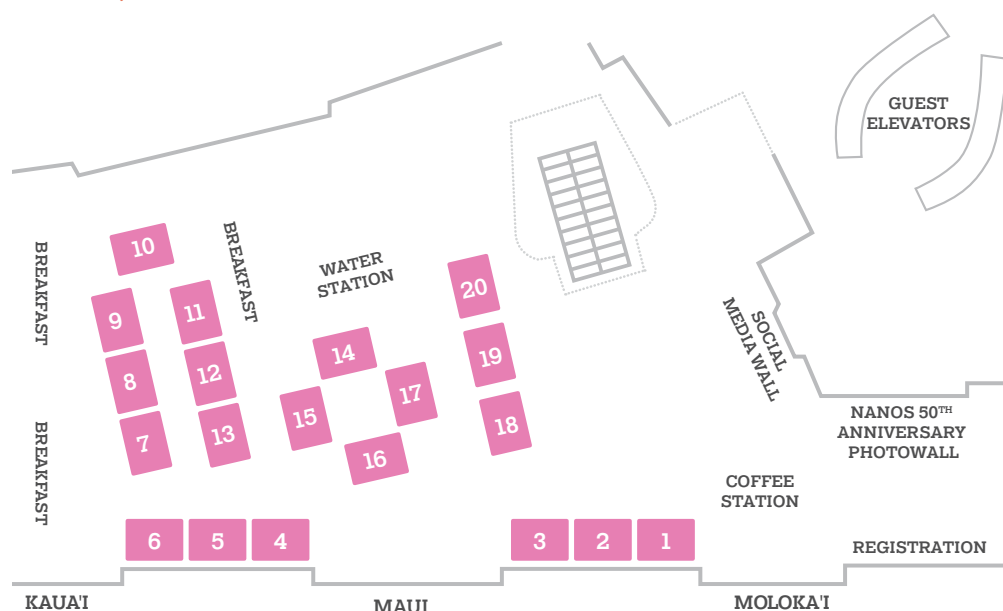 GUEST
ELEVATORS
BREAKFAST
10
BREAKFAST
WATER
STATION
20
9
11
SOCIAL
MEDIA WALL
14
19
8
12
17
NANOS 50TH
ANNIVERSARY
PHOTOWALL
15
18
7
13
16
BREAKFAST
COFFEE
STATION
6
5
4
3
2
1
REGISTRATION
KAUA'I
MAUI
MOLOKA'I